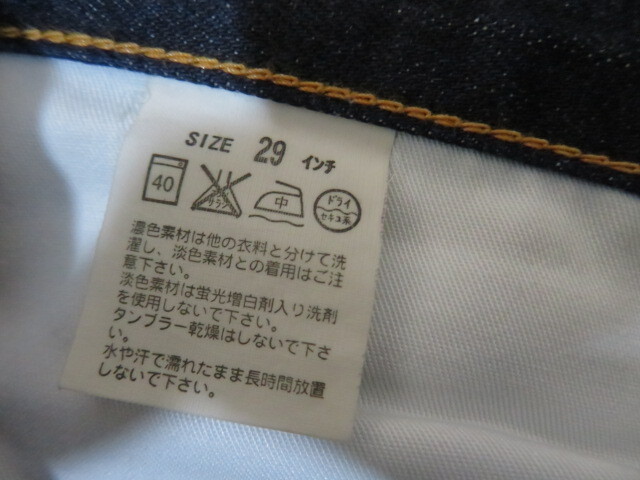 SIZE 29 インチ
40 エンソサラシ 中 ドライ セキユ系
濃色素材は他の衣料と分けて洗
濯し、淡色素材との着用はご注
意下さい。
淡色素材は蛍光増白剤入り洗剤
を使用しないで下さい。
タンブラー乾燥はしないで下さ
い。
水や汗で濡れたまま長時間放置
しないで下さい。